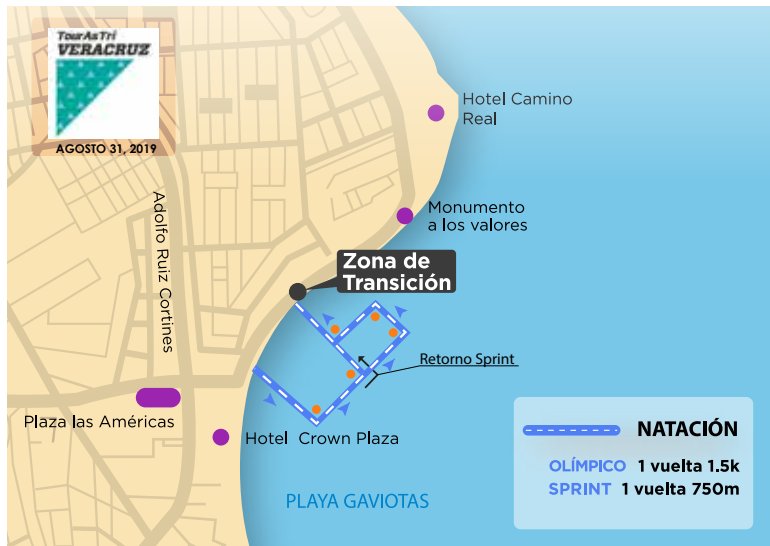 TourAsTri
VERACRUZ
AGOSTO 31, 2019
Hotel Camino
Real
Adolfo Ruiz Cortines
Monumento
a los valores
Zona de
Transición
Retorno Sprint
Plaza las Américas
Hotel Crown Plaza
NATACIÓN
OLÍMPICO 1 vuelta 1.5k
SPRINT 1 vuelta 750m
PLAYA GAVIOTAS